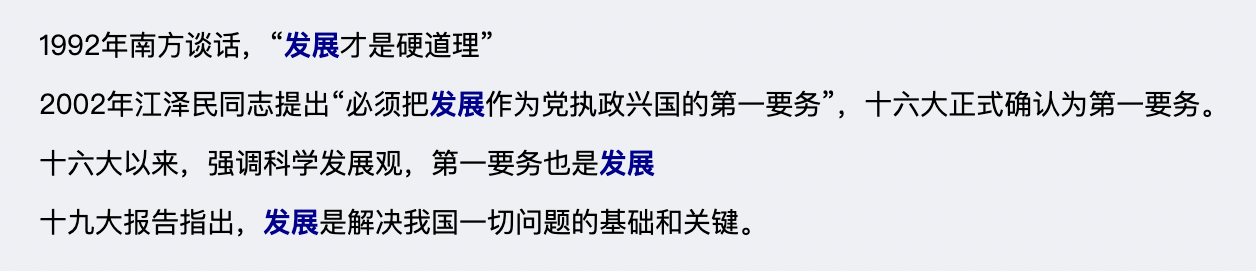 1992年南方谈话，“发展才是硬道理”
2002年江泽民同志提出“必须把发展作为党执政兴国的第一要务”，十六大正式确认为第一要务。
十六大以来，强调科学发展观，第一要务也是发展
十九大报告指出，发展是解决我国一切问题的基础和关键。